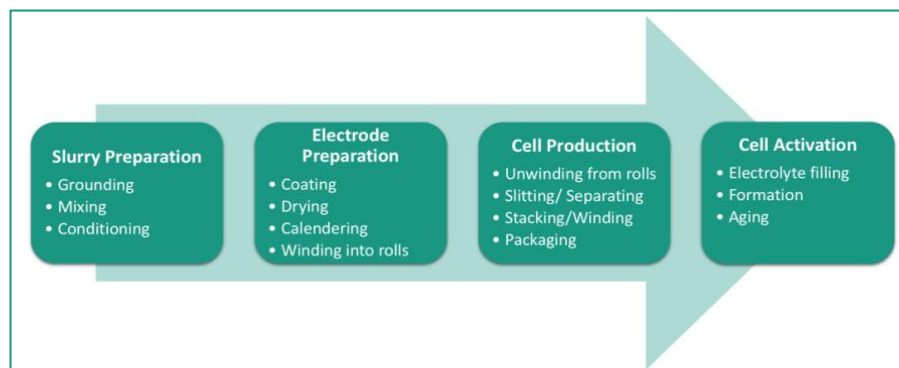 Slurry Preparation
• Grounding
• Mixing
• Conditioning
Electrode
Preparation
• Coating
• Drying
• Calendering
• Winding into rolls
Cell Production
• Unwinding from rolls
• Slitting/ Separating
• Stacking/Winding
• Packaging
Cell Activation
• Electrolyte filling
• Formation
• Aging